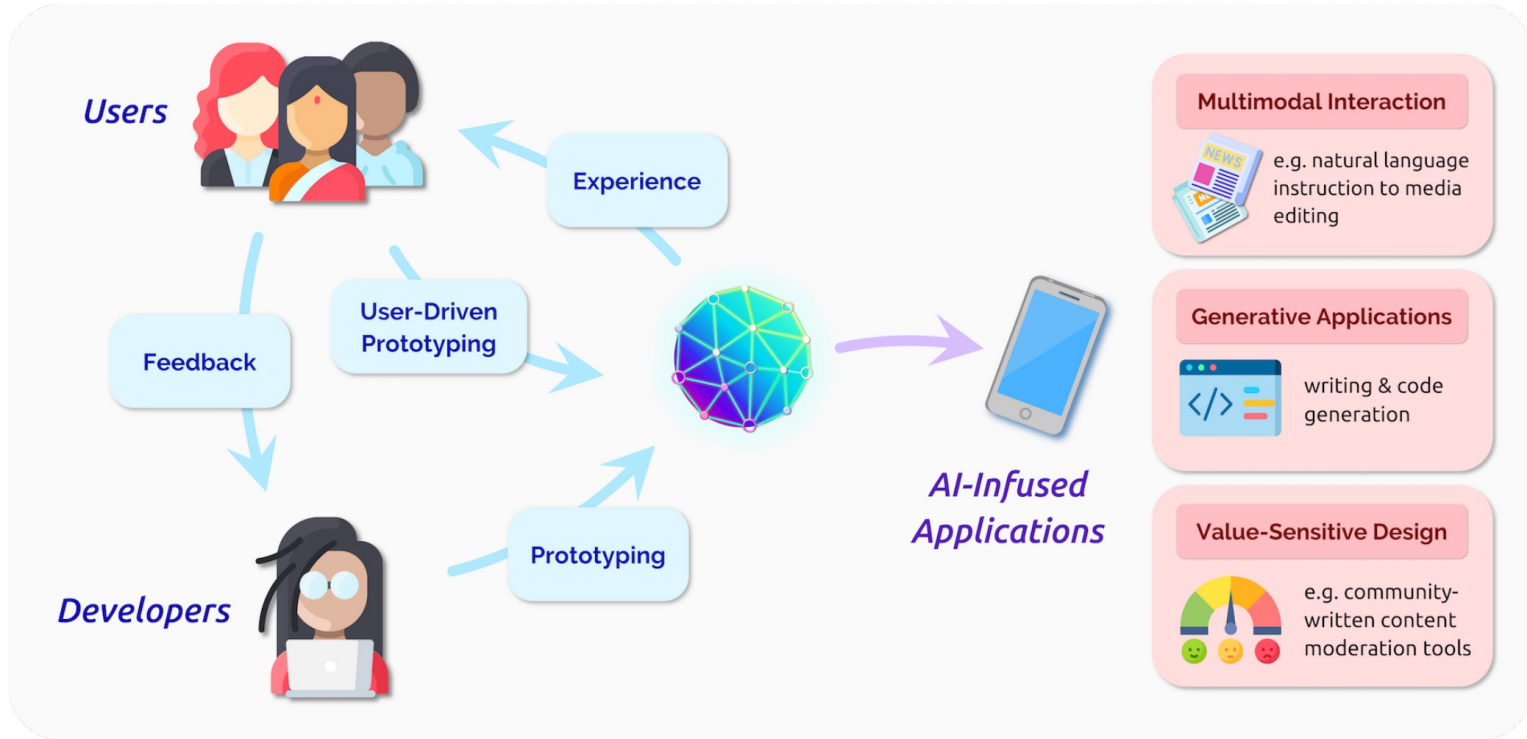 Users
Experience
User-Driven
Prototyping
Feedback
Prototyping
Developers
AI-Infused
Applications
Multimodal Interaction
NEWS
e.g. natural language
instruction to media
editing
Generative Applications
</>
writing & code
generation
Value-Sensitive Design
e.g. community-
written content
moderation tools